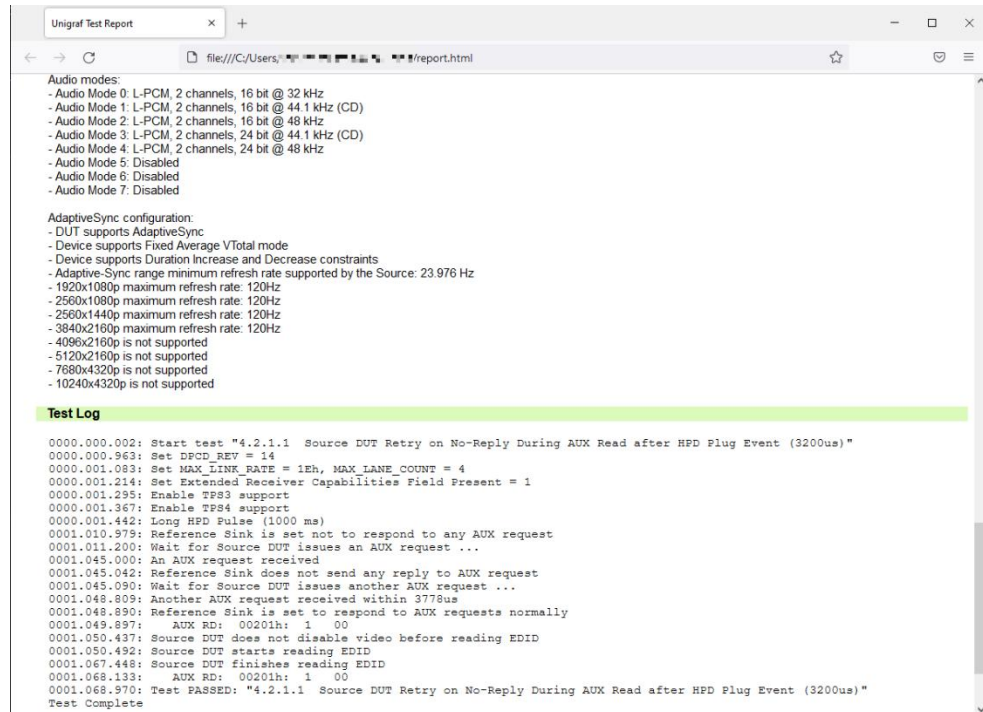 Unigraf Test Report
file:///C:/Users/ /report.html
Audio modes:
- Audio Mode 0: L-PCM, 2 channels, 16 bit @ 32 kHz
- Audio Mode 1: L-PCM, 2 channels, 16 bit @ 44.1 kHz (CD)
- Audio Mode 2: L-PCM, 2 channels, 16 bit @ 48 kHz
- Audio Mode 3: L-PCM, 2 channels, 24 bit @ 44.1 kHz (CD)
- Audio Mode 4: L-PCM, 2 channels, 24 bit @ 48 kHz
- Audio Mode 5: Disabled
- Audio Mode 6: Disabled
- Audio Mode 7: Disabled
AdaptiveSync configuration:
- DUT supports AdaptiveSync
- Device supports Fixed Average VTotal mode
- Device supports Duration Increase and Decrease constraints
- Adaptive-Sync range minimum refresh rate supported by the Source: 23.976 Hz
- 1920x1080p maximum refresh rate: 120Hz
- 2560x1080p maximum refresh rate: 120Hz
- 2560x1440p maximum refresh rate: 120Hz
- 3840x2160p maximum refresh rate: 120Hz
- 4096x2160p is not supported
- 5120x2160p is not supported
- 7680x4320p is not supported
- 10240x4320p is not supported
Test Log
0000.000.002: Start test "4.2.1.1  Source DUT Retry on No-Reply During AUX Read after HPD Plug Event (3200us)"
0000.000.963: Set DPCD_REV = 14
0000.001.083: Set MAX_LINK_RATE = 1Eh, MAX_LANE_COUNT = 4
0000.001.214: Set Extended Receiver Capabilities Field Present = 1
0000.001.295: Enable TPS3 support
0000.001.367: Enable TPS4 support
0000.001.442: Long HPD Pulse (1000 ms)
0001.010.979: Reference Sink is set not to respond to any AUX request
0001.011.200: Wait for Source DUT issues an AUX request ...
0001.045.000: An AUX request received
0001.045.042: Reference Sink does not send any reply to AUX request
0001.045.090: Wait for Source DUT issues another AUX request ...
0001.048.809: Another AUX request received within 3778us
0001.048.890: Reference Sink is set to respond to AUX requests normally
0001.049.897:    AUX RD:  00201h:  1   00
0001.050.437: Source DUT does not disable video before reading EDID
0001.050.492: Source DUT starts reading EDID
0001.067.448: Source DUT finishes reading EDID
0001.068.133:    AUX RD:  00201h:  1   00
0001.068.970: Test PASSED: "4.2.1.1  Source DUT Retry on No-Reply During AUX Read after HPD Plug Event (3200us)"
Test Complete